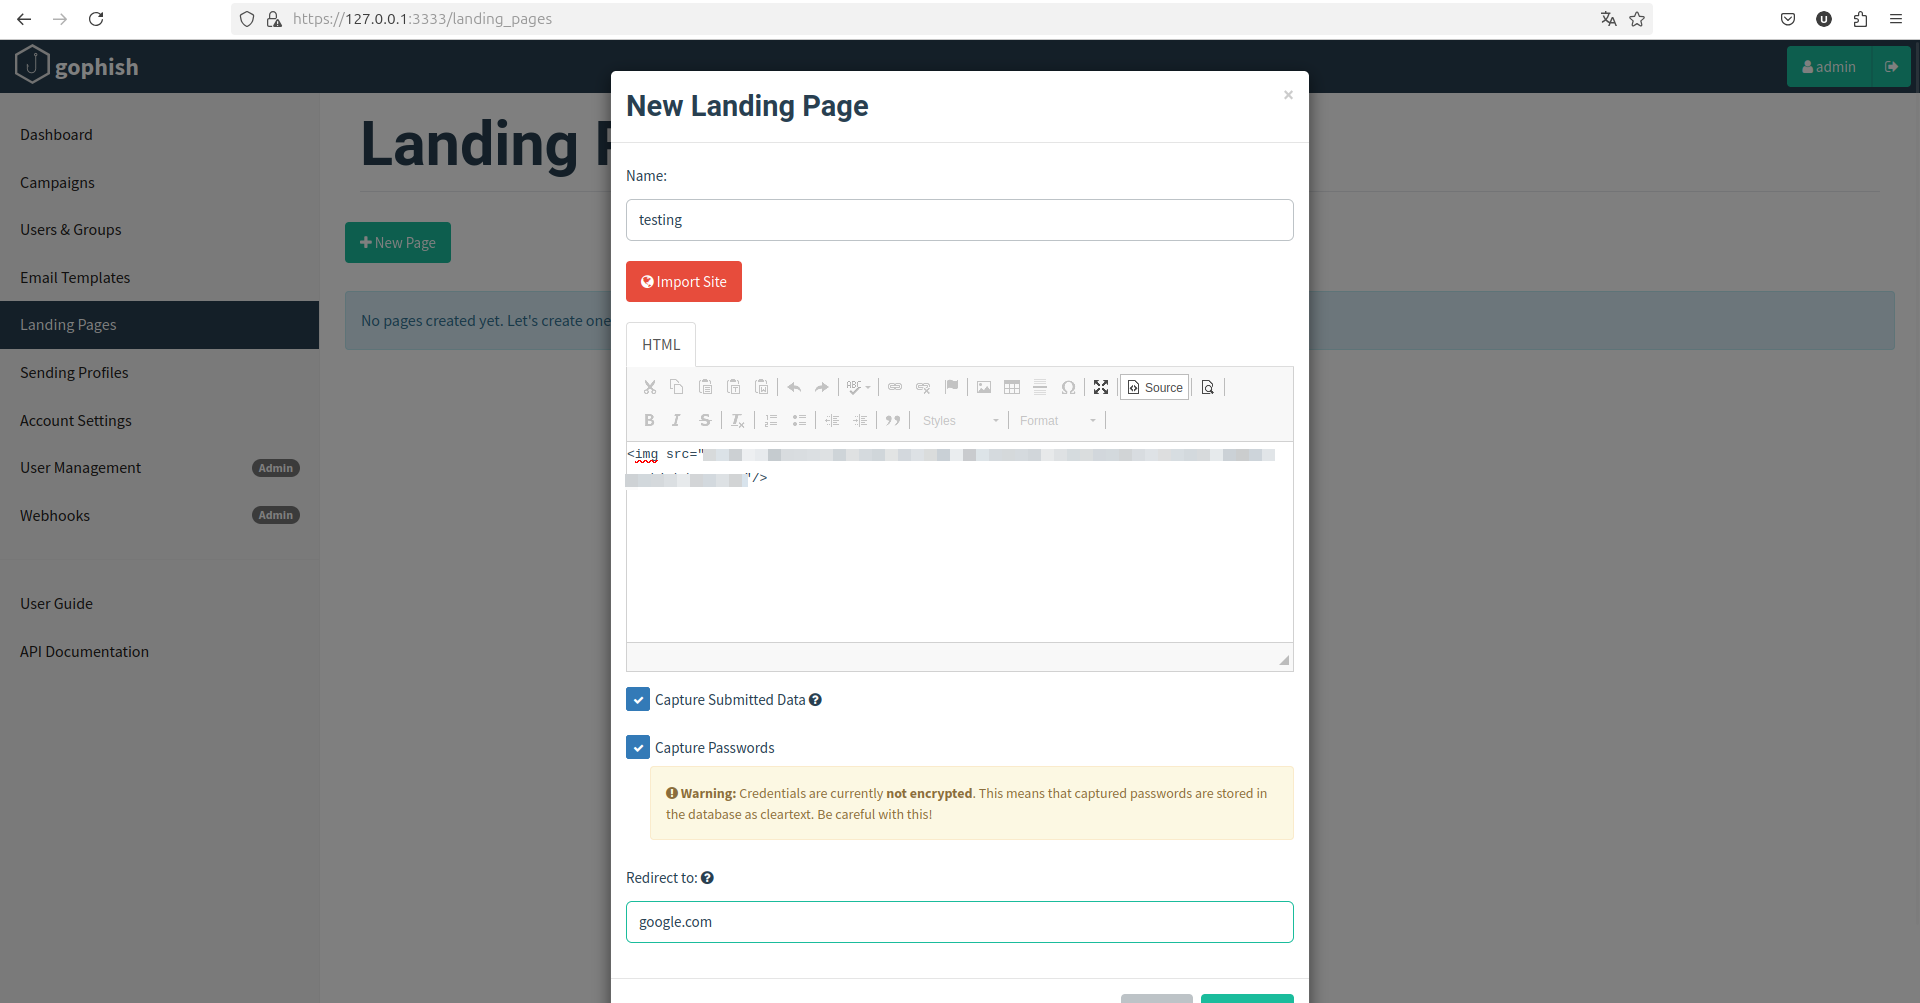 https://127.0.0.1:3333/landing_pages
gophish
admin
Dashboard
Campaigns
Users & Groups
Email Templates
Landing Pages
Sending Profiles
Account Settings
User Management Admin
Webhooks Admin
User Guide
API Documentation
Landing
New Page
No pages created yet. Let's create one
New Landing Page
×
Name:
testing
Import Site
HTML
ABC
Source
B I S
Styles
Format
<img src="
"/>
Capture Submitted Data
Capture Passwords
Warning: Credentials are currently not encrypted. This means that captured passwords are stored in
the database as cleartext. Be careful with this!
Redirect to:
google.com